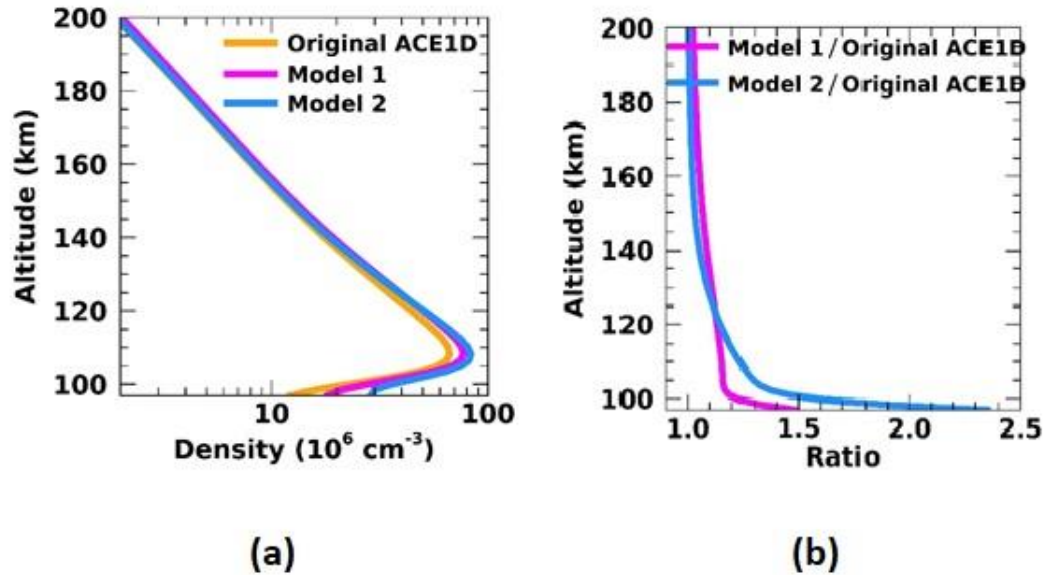 200
180
160
140
120
100
Altitude (km)
Original ACE1D
Model 1
Model 2
10
100
Density (10⁶ cm⁻³)
(a)
200
180
160
140
120
100
Altitude (km)
Model 1 / Original ACE1D
Model 2 / Original ACE1D
1.0
1.5
2.0
2.5
Ratio
(b)